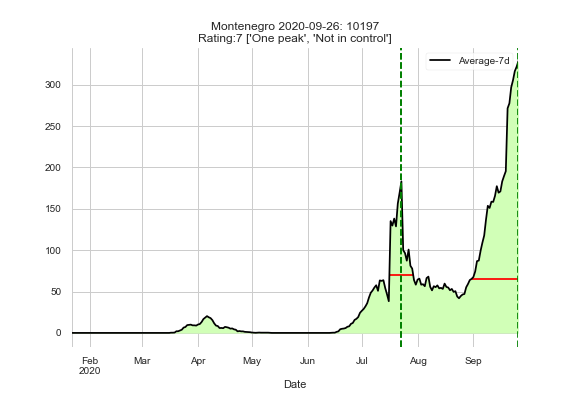 Montenegro 2020-09-26: 10197
Rating:7 ['One peak', 'Not in control']
Average-7d
300
250
200
150
100
50
0
Feb Mar Apr May Jun Jul Aug Sep
2020
Date